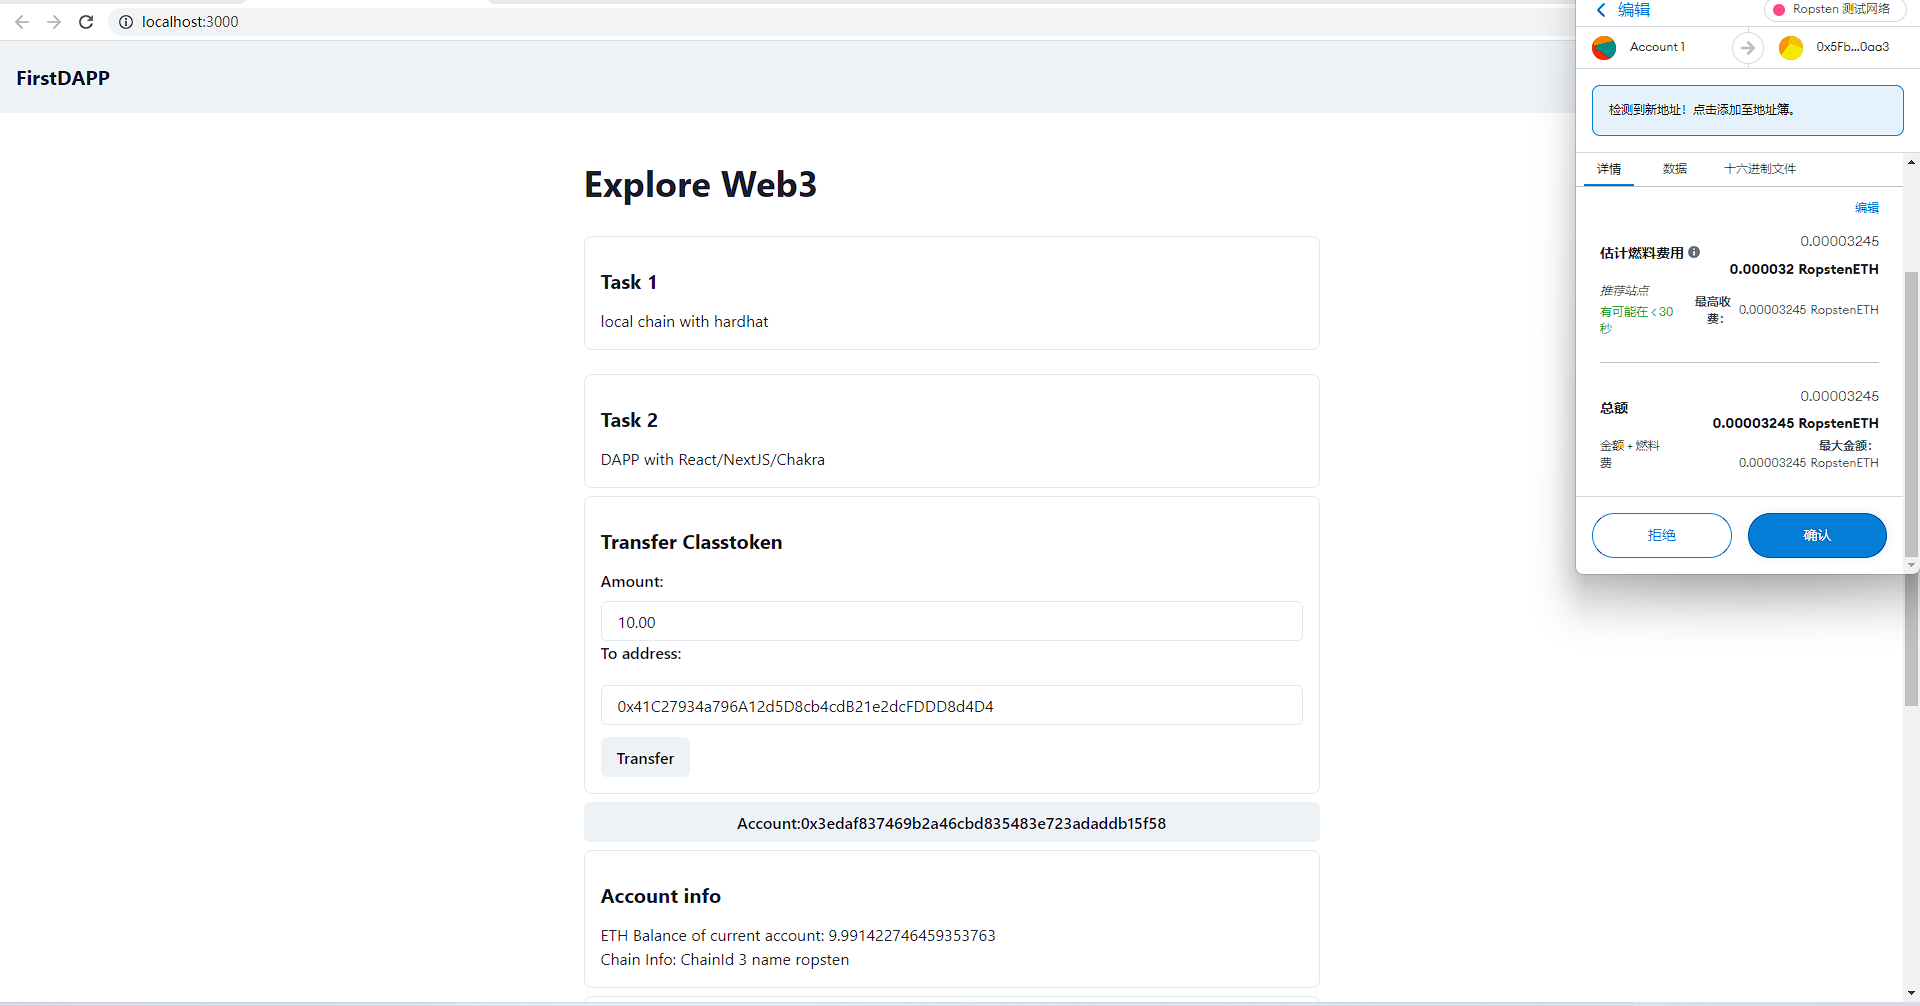 localhost:3000
FirstDAPP
Explore Web3
Task 1
local chain with hardhat
Task 2
DAPP with React/NextJS/Chakra
Transfer Classtoken
Amount:
10.00
To address:
0x41C27934a796A12d5D8cb4cdB21e2dcFDDD8d4D4
Transfer
Account:0x3edaf837469b2a46cbd835483e723adaddb15f58
Account info
ETH Balance of current account: 9.991422746459353763
Chain Info: ChainId 3 name ropsten
编辑
Ropsten 测试网络
Account 1
0x5Fb...0aa3
检测到新地址！点击添加至地址簿。
详情 数据 十六进制文件
编辑
估计燃料费用
0.00003245
0.000032 RopstenETH
推荐站点
有可能在 < 30
秒
最高收
费：
0.00003245 RopstenETH
总额
0.00003245
0.00003245 RopstenETH
金额 + 燃料
费
最大金额：
0.00003245 RopstenETH
拒绝
确认